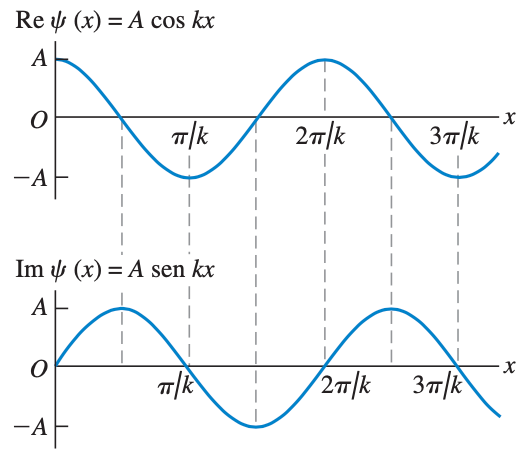 Re ψ (x) = A cos kx
A
O
−A
π/k
2π/k
3π/k
x
Im ψ (x) = A sen kx
A
O
−A
π/k
2π/k
3π/k
x